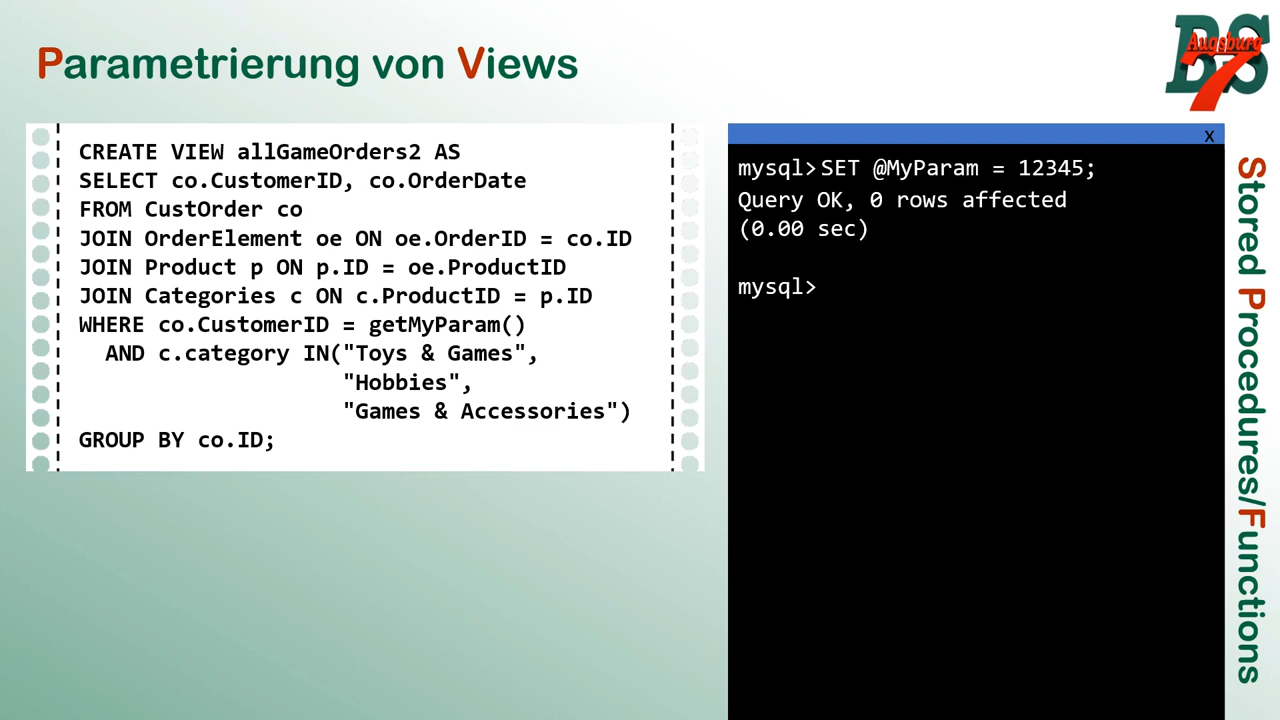 Parametrierung von Views
BS
Augsburg
7
CREATE VIEW allGameOrders2 AS
SELECT co.CustomerID, co.OrderDate
FROM CustOrder co
JOIN OrderElement oe ON oe.OrderID = co.ID
JOIN Product p ON p.ID = oe.ProductID
JOIN Categories c ON c.ProductID = p.ID
WHERE co.CustomerID = getMyParam()
AND c.category IN("Toys & Games",
"Hobbies",
"Games & Accessories")
GROUP BY co.ID;
x
mysql>SET @MyParam = 12345;
Query OK, 0 rows affected
(0.00 sec)
mysql>
Stored Procedures/Functions